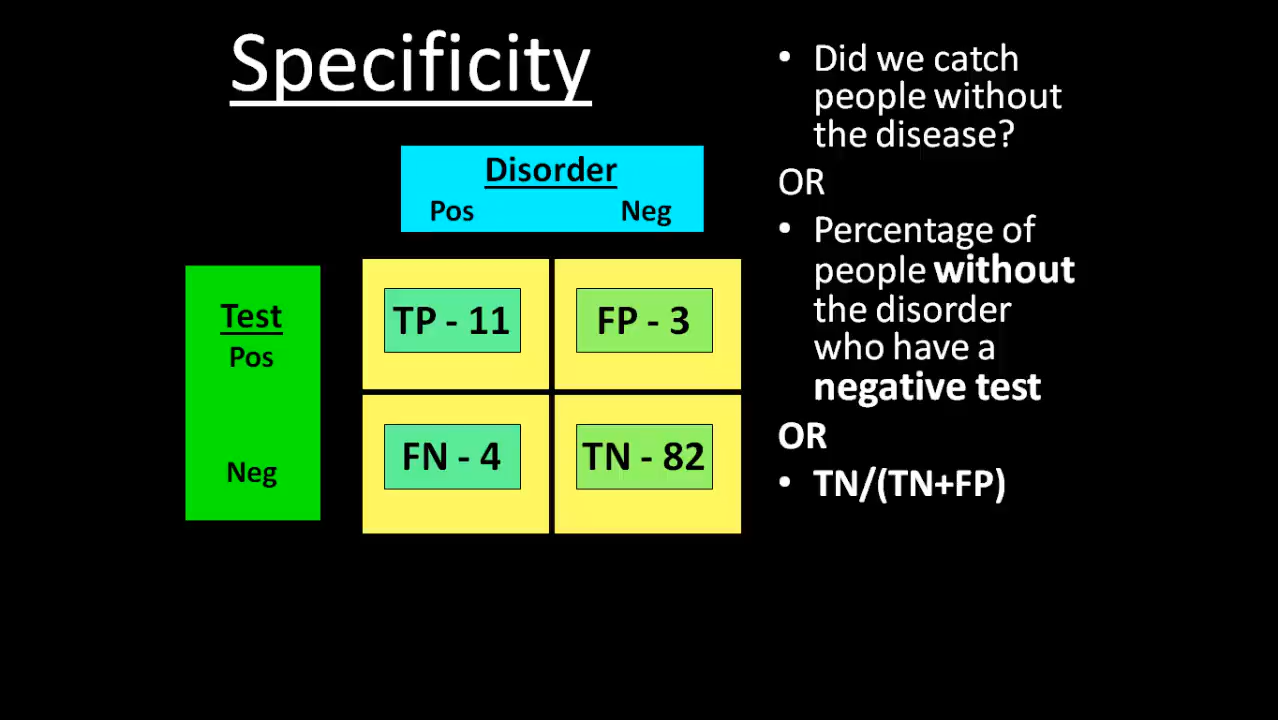 Specificity
Disorder
Pos Neg
Test
Pos
Neg
TP - 11
FP - 3
FN - 4
TN - 82
• Did we catch
people without
the disease?
OR
• Percentage of
people without
the disorder
who have a
negative test
OR
• TN/(TN+FP)